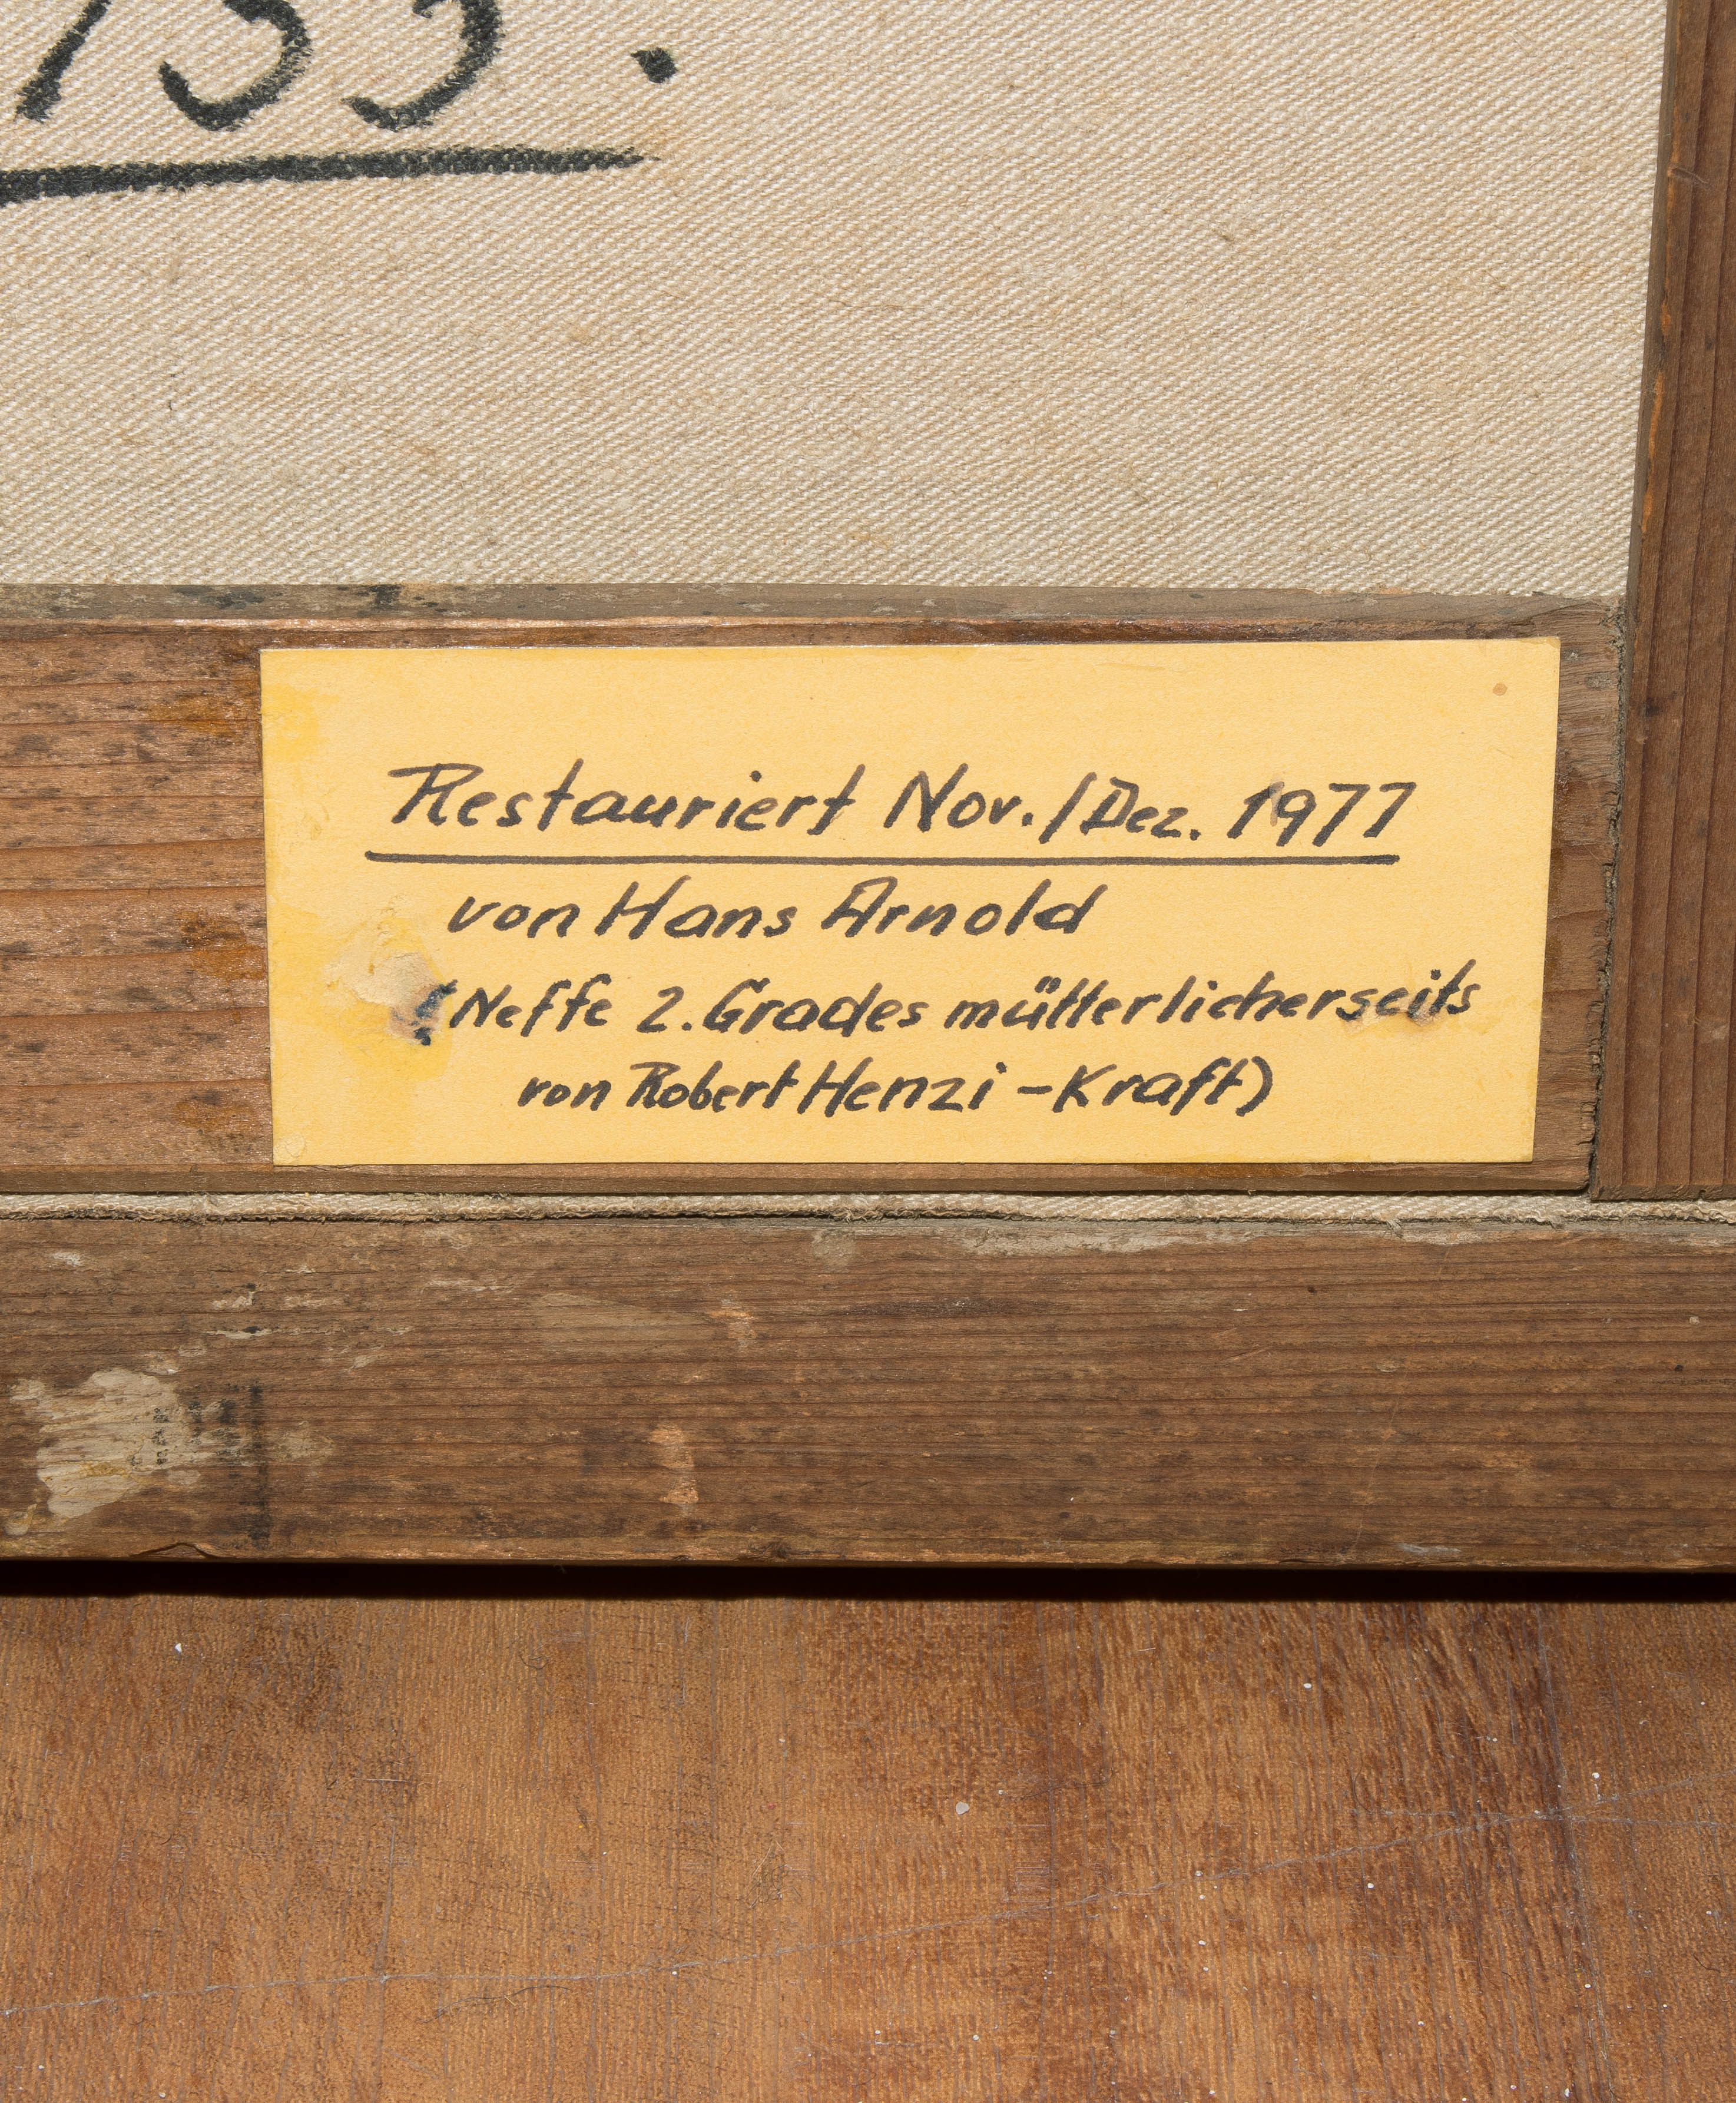 Restauriert Nov./Dez. 1977
von Hans Arnold
(Neffe 2. Grades mütterlicherseits
von Robert Henzi-Kraft)